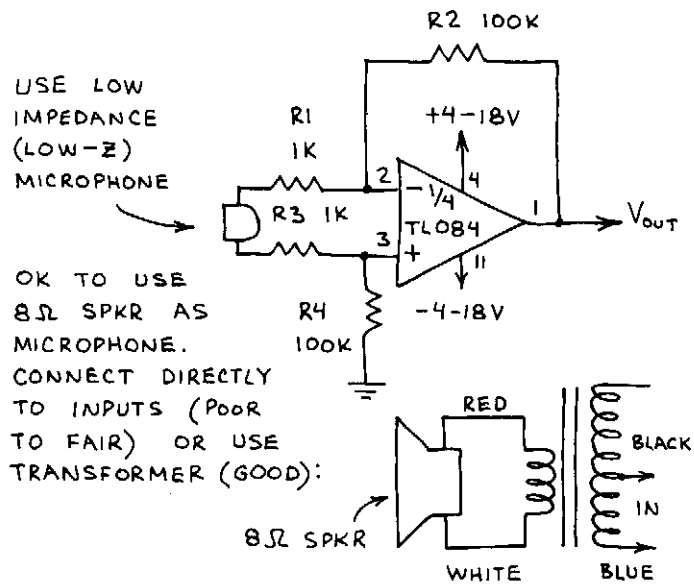 R2 100K
USE LOW
IMPEDANCE
(LOW-Z)
MICROPHONE
R1
1K
+4-18V
2
-
1/4
4
R3 1K
TL084
1
VOUT
3
+
11
OK TO USE
8Ω SPKR AS
MICROPHONE.
CONNECT DIRECTLY
TO INPUTS (POOR
TO FAIR) OR USE
TRANSFORMER (GOOD):
R4
100K
-4-18V
RED
BLACK
IN
8Ω SPKR
WHITE
BLUE